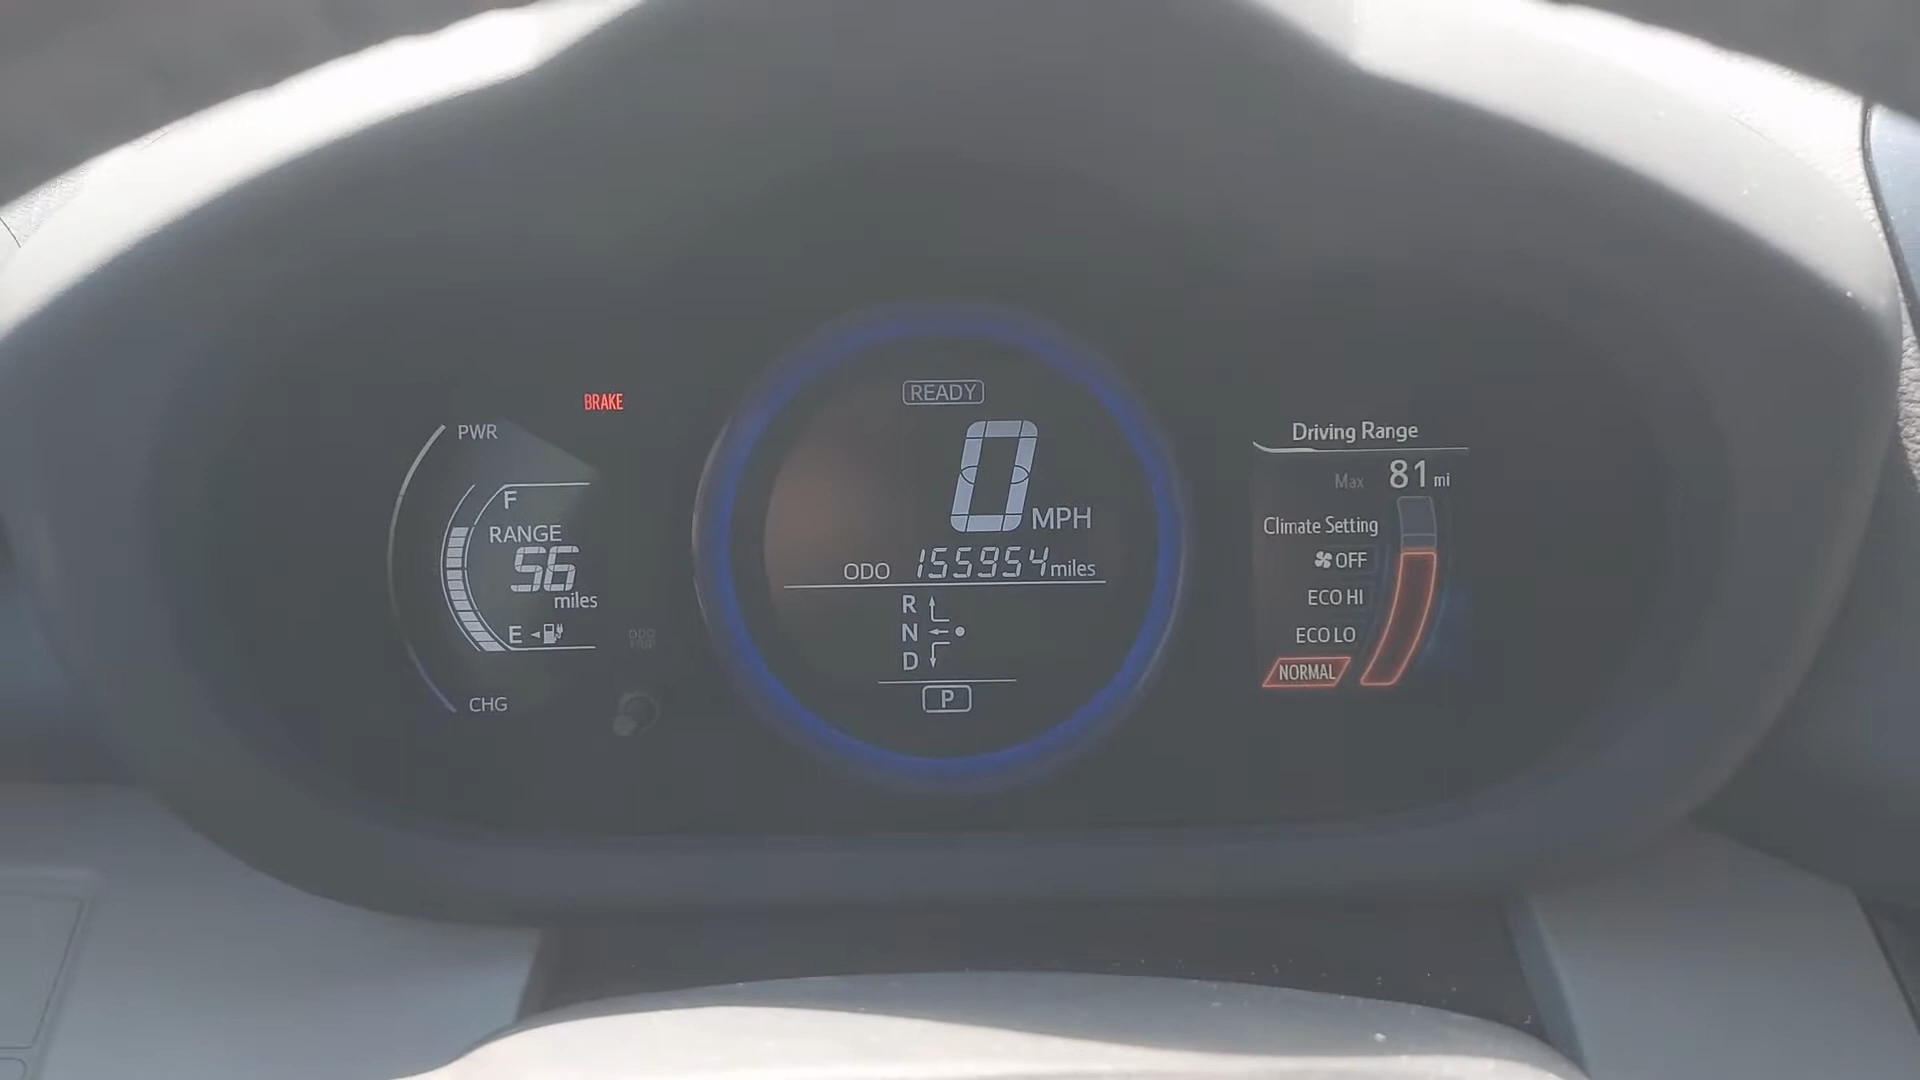 BRAKE
PWR
F
RANGE
56
miles
E
CHG
READY
0 MPH
ODO 155954 miles
R
N
D
P
Driving Range
Max 81 mi
Climate Setting
OFF
ECO HI
ECO LO
NORMAL